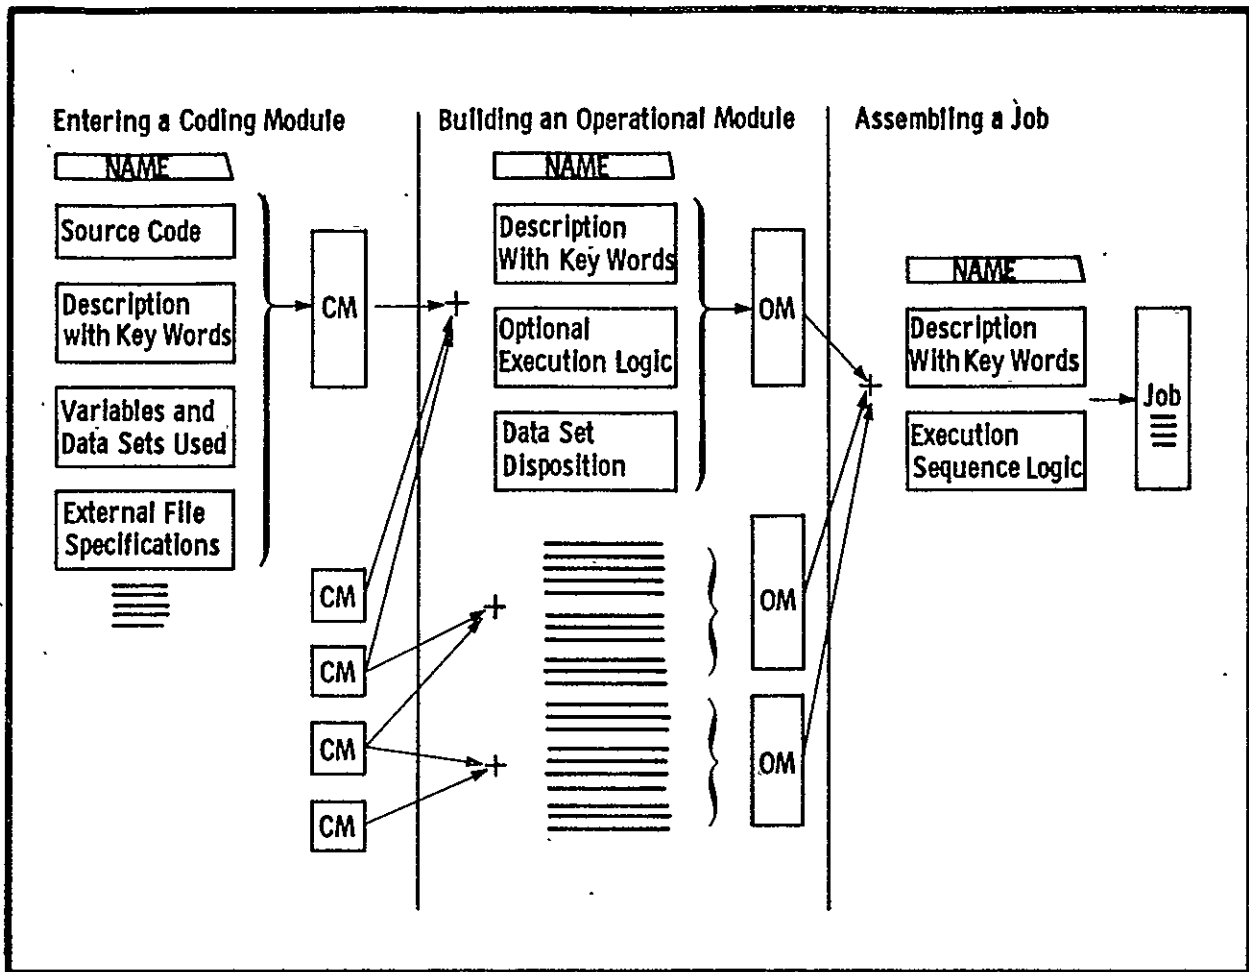 Entering a Coding Module
NAME
Source Code
Description
with Key Words
Variables and
Data Sets Used
External File
Specifications
CM
CM
CM
CM
CM
Building an Operational Module
+
NAME
Description
With Key Words
Optional
Execution Logic
Data Set
Disposition
OM
+
OM
+
OM
Assembling a Job
+
NAME
Description
With Key Words
Execution
Sequence Logic
Job